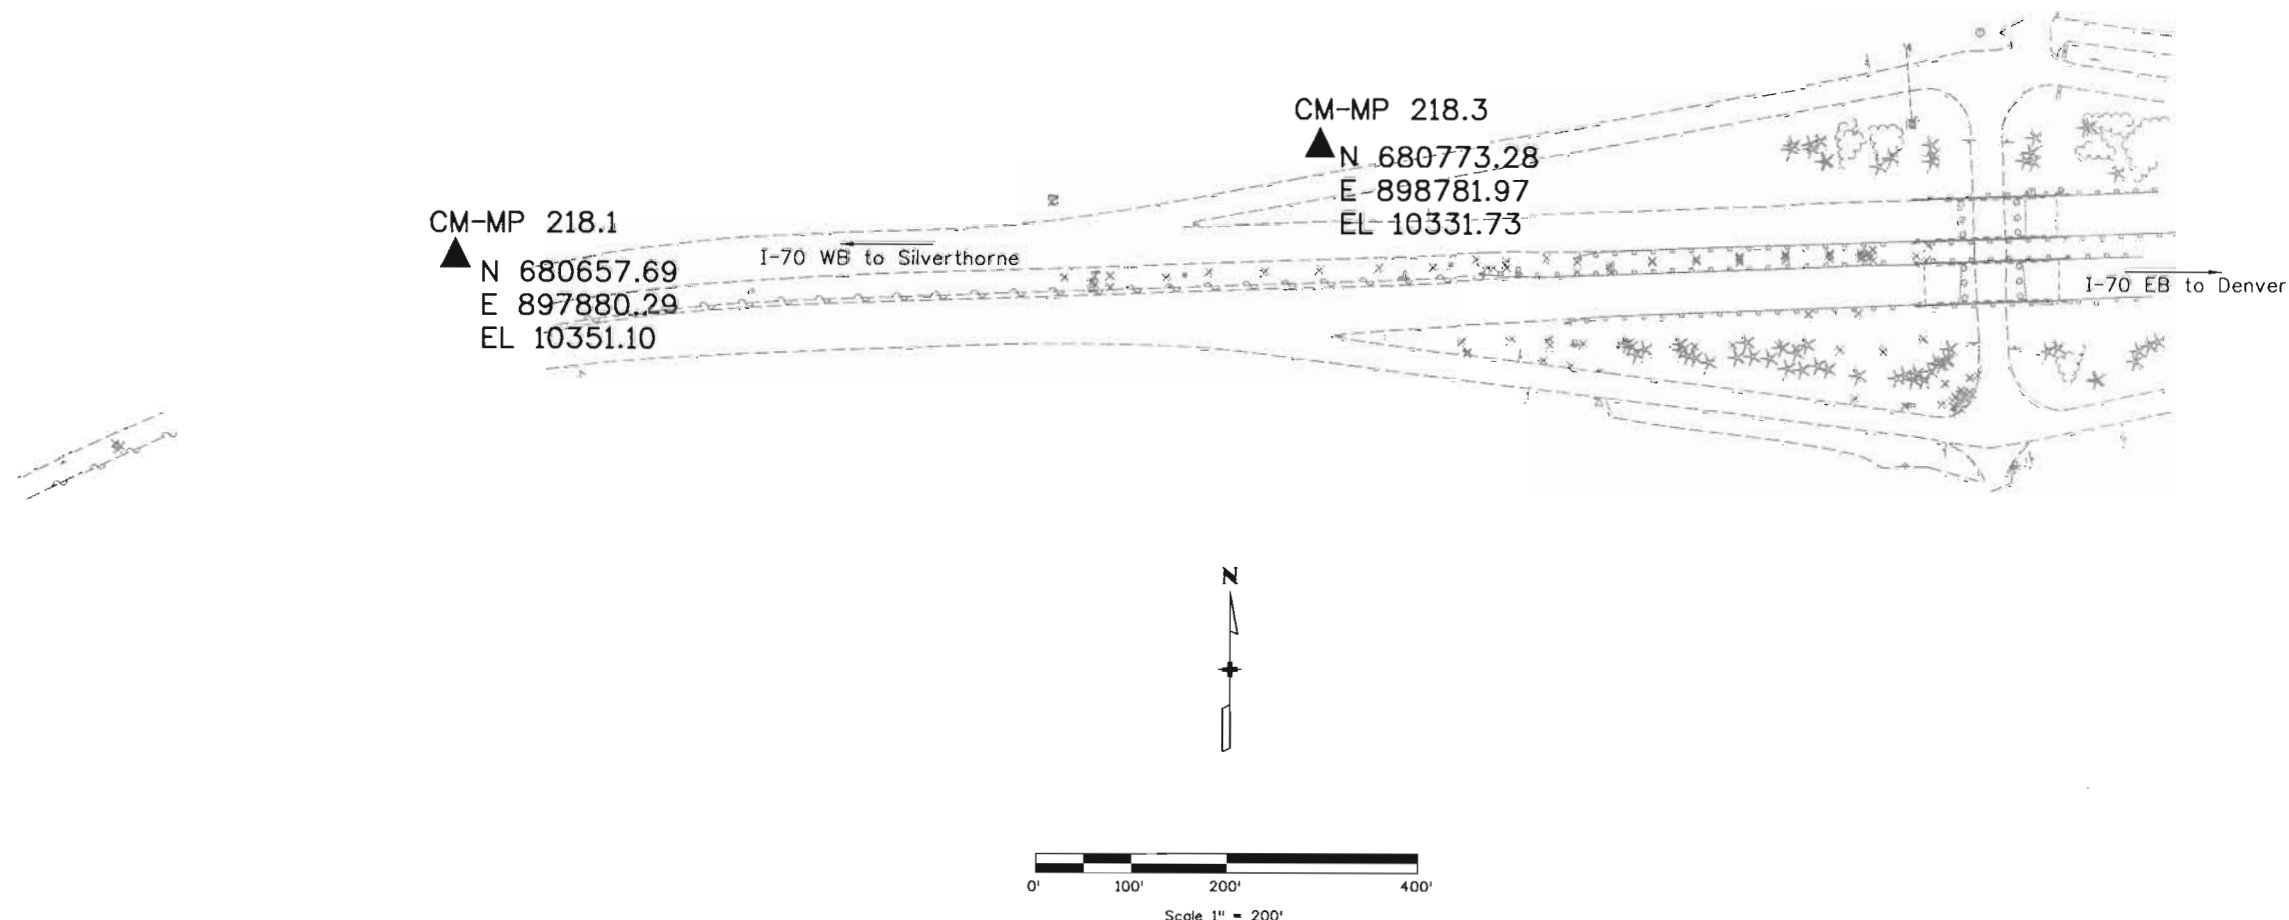 CM-MP 218.3
N 680773.28
E 898781.97
EL 10331.73
CM-MP 218.1
N 680657.69
E 897880.29
EL 10351.10
I-70 WB to Silverthorne
I-70 EB to Denver
N
0' 100' 200' 400'
Scale 1" = 200'